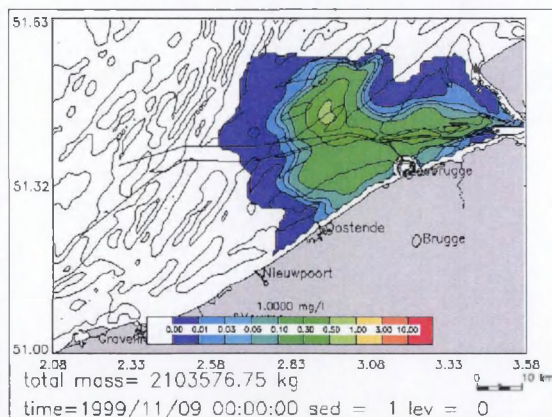 51.63
51.32
51.00
Zeebrugge
Oostende
Brugge
Nieuwpoort
1.0000 mg/l
0.00 0.01 0.03 0.06 0.10 0.30 0.50 1.00 3.00 10.00
2.08 2.33 2.58 2.83 3.08 3.33 3.58
total mass= 2103576.75 kg
0 10 km
time=1999/11/09 00:00:00 sed = 1 lev = 0